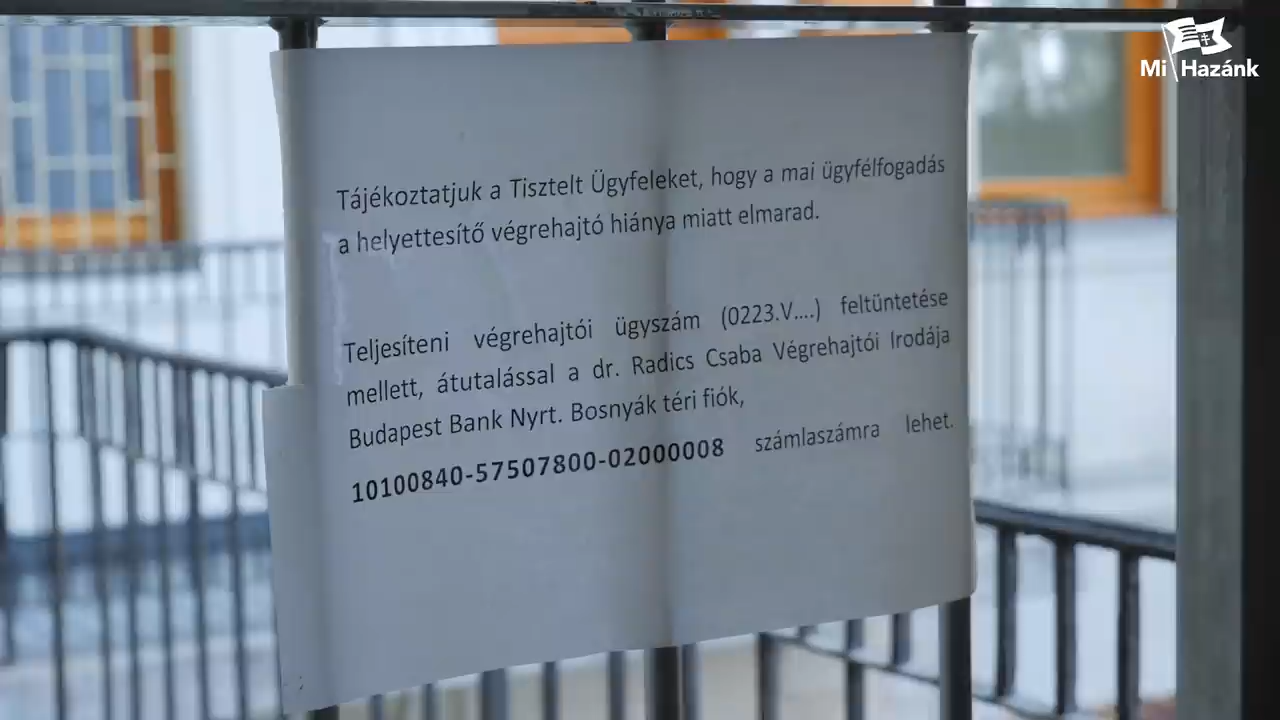 Mi Hazánk
Tájékoztatjuk a Tisztelt Ügyfeleket, hogy a mai ügyfélfogadás
a helyettesítő végrehajtó hiánya miatt elmarad.
Teljesíteni végrehajtói ügyszám (0223.V....) feltüntetése
mellett, átutalással a dr. Radics Csaba Végrehajtói Irodája
Budapest Bank Nyrt. Bosnyák téri fiók,
10100840-57507800-02000008 számlaszámra lehet.